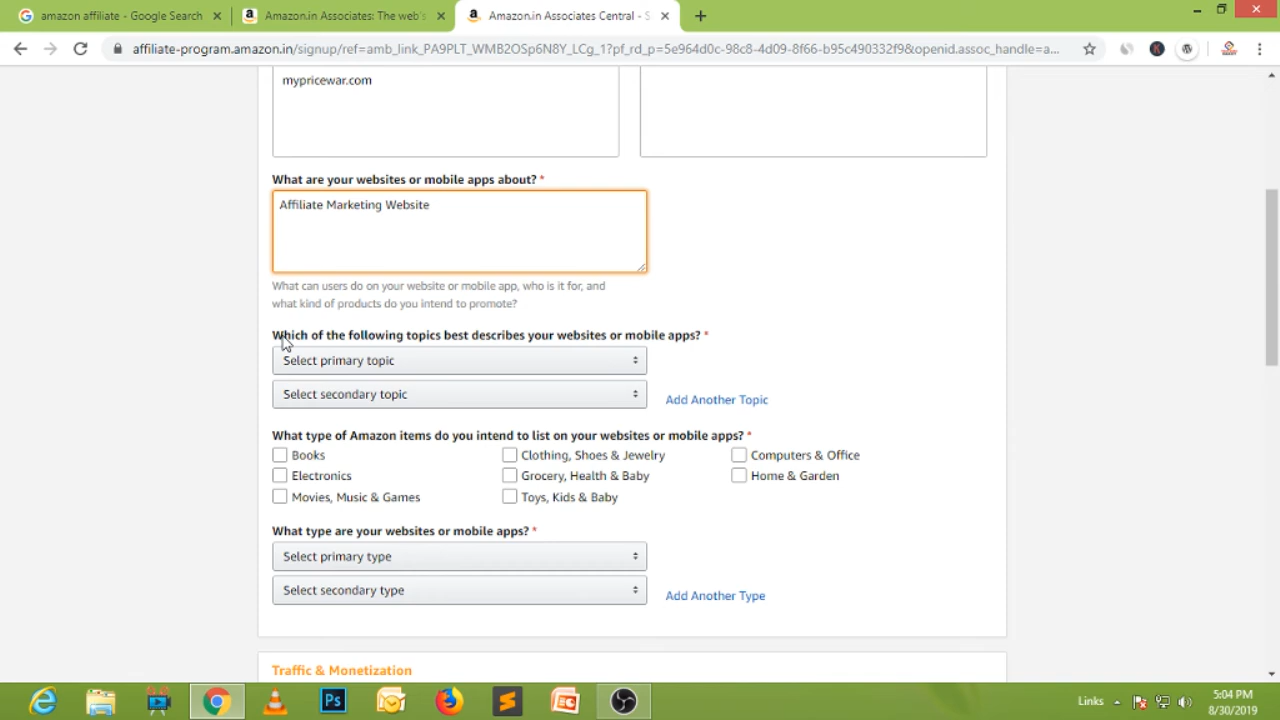 amazon affiliate - Google Search
Amazon.in Associates: The web's
Amazon.in Associates Central - S
affiliate-program.amazon.in/signup/ref=amb_link_PA9PLT_WMB2OSp6N8Y_LCg_1?pf_rd_p=5e964d0c-98c8-4d09-8f66-b95c490332f9&openid.assoc_handle=a...
mypricewar.com
What are your websites or mobile apps about? *
Affiliate Marketing Website
What can users do on your website or mobile app, who is it for, and
what kind of products do you intend to promote?
Which of the following topics best describes your websites or mobile apps? *
Select primary topic
Select secondary topic
Add Another Topic
What type of Amazon items do you intend to list on your websites or mobile apps? *
Books
Clothing, Shoes & Jewelry
Computers & Office
Electronics
Grocery, Health & Baby
Home & Garden
Movies, Music & Games
Toys, Kids & Baby
What type are your websites or mobile apps? *
Select primary type
Select secondary type
Add Another Type
Traffic & Monetization
Links
5:04 PM
8/30/2019